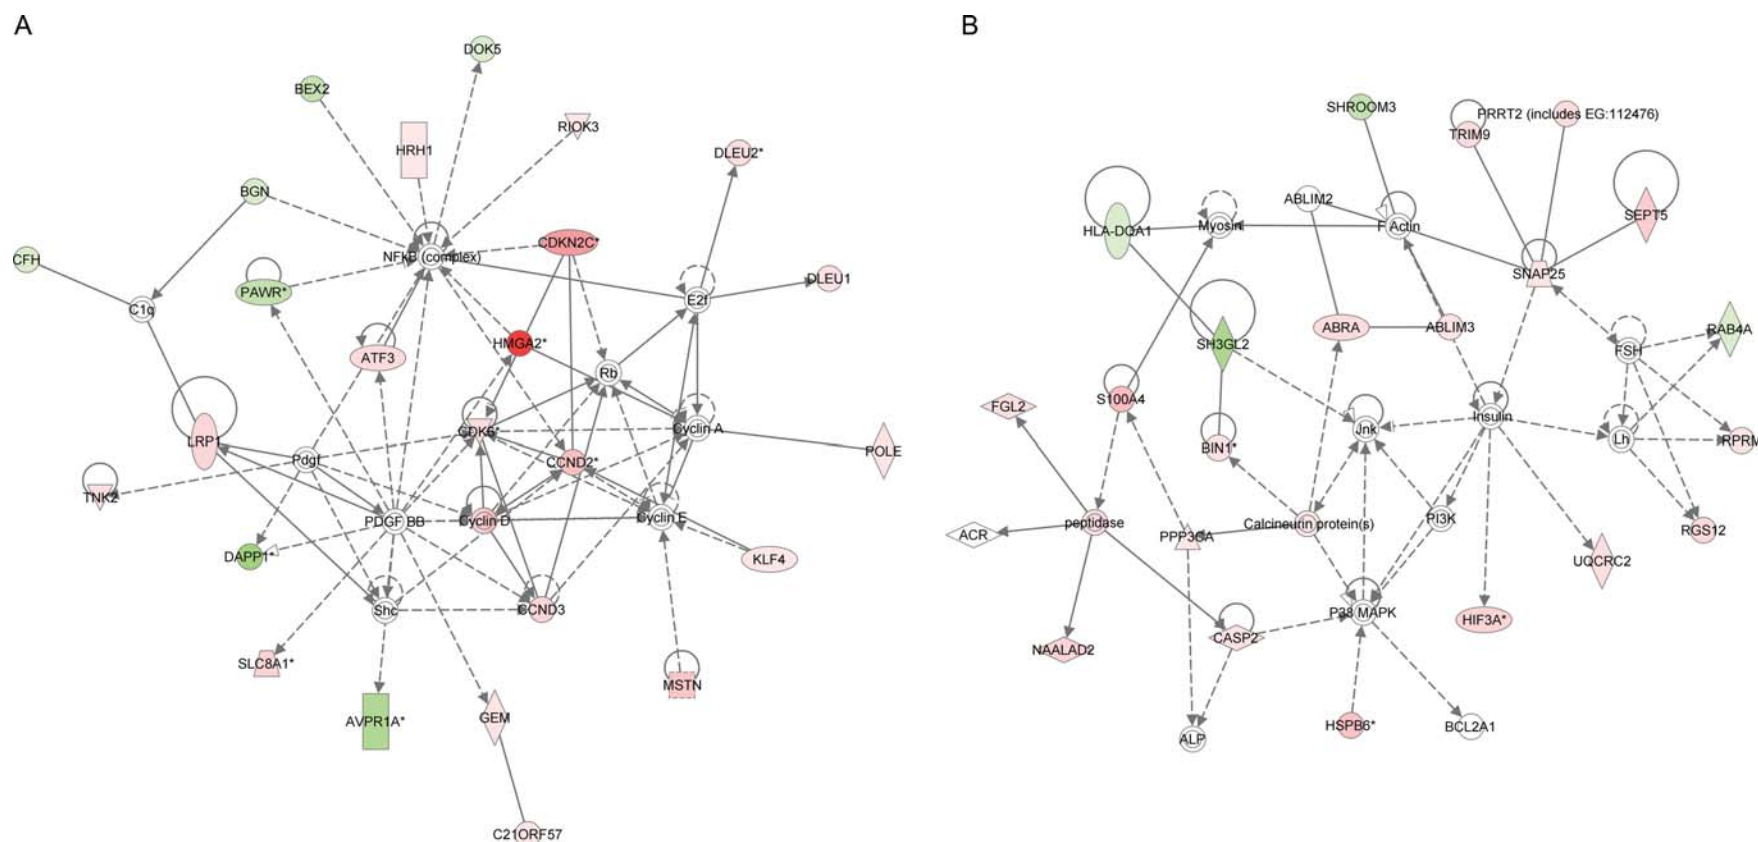 A
B
DOK5
BEX2
RIOK3
HRH1
DLEU2*
BGN
CDKN2C*
NFkB (complex)
CFH
PAWR*
DLEU1
C1q
E2f
HMGA2*
ATF3
Rb
LRP1
CDK6*
Cyclin A
POLE
Pdgf
CCND2*
TNK2
PDGF BB
Cyclin D
Cyclin E
DAPP1*
KLF4
Shc
CCND3
SLC8A1*
MSTN
AVPR1A*
GEM
C21ORF57
SHROOM3
PRRT2 (includes EG:112476)
TRIM9
ABLIM2
SEPT5
HLA-DQA1
Myosin
F Actin
SNAP25
ABRA
ABLIM3
RAB4A
SH3GL2
FSH
S100A4
FGL2
Insulin
Jnk
Lh
RPRM
BIN1*
peptidase
Calcineurin protein(s)
PI3K
ACR
PPP3CA
RGS12
UQCRC2
P38 MAPK
HIF3A*
CASP2
NAALAD2
HSPB6*
BCL2A1
ALP